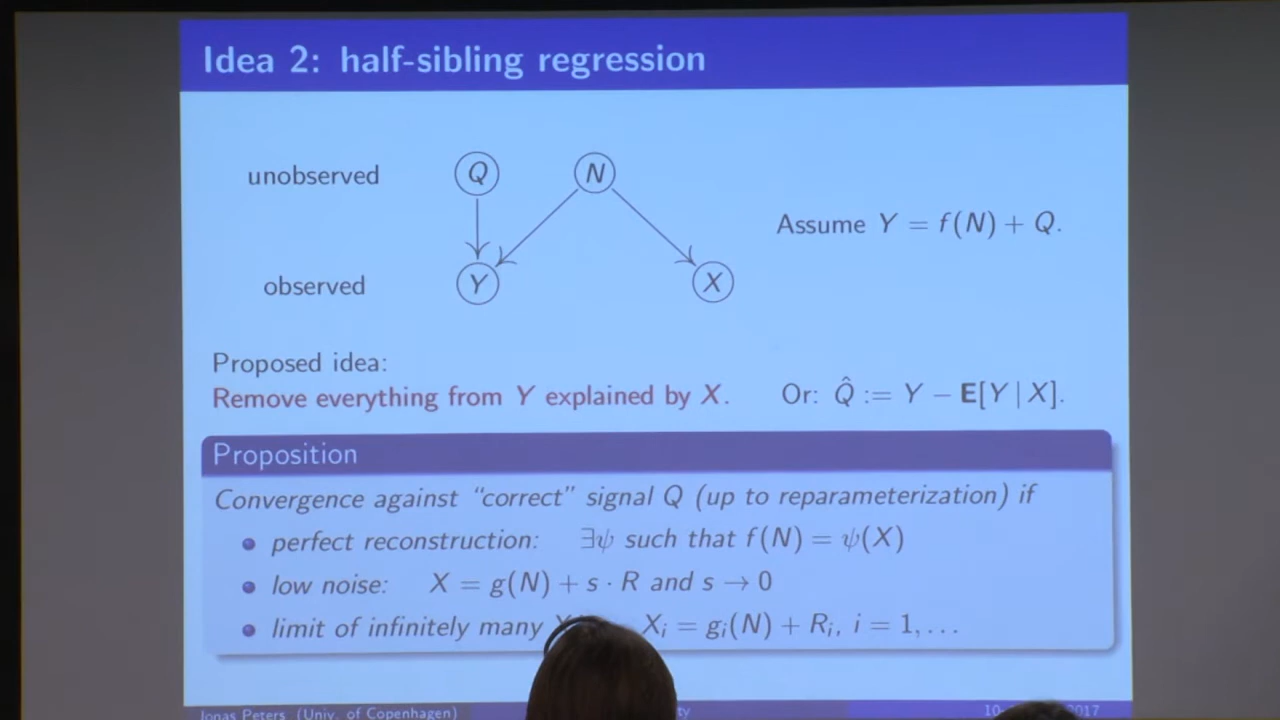 Idea 2: half-sibling regression
unobserved Q N
Assume Y = f(N) + Q.
observed Y X
Proposed idea:
Remove everything from Y explained by X. Or: Q̂ := Y − E[Y | X].
Proposition
Convergence against “correct” signal Q (up to reparameterization) if
• perfect reconstruction: ∃ψ such that f(N) = ψ(X)
• low noise: X = g(N) + s · R and s → 0
• limit of infinitely many Xᵢ = gᵢ(N) + Rᵢ, i = 1, . . .
Jonas Peters (Univ. of Copenhagen) 2017